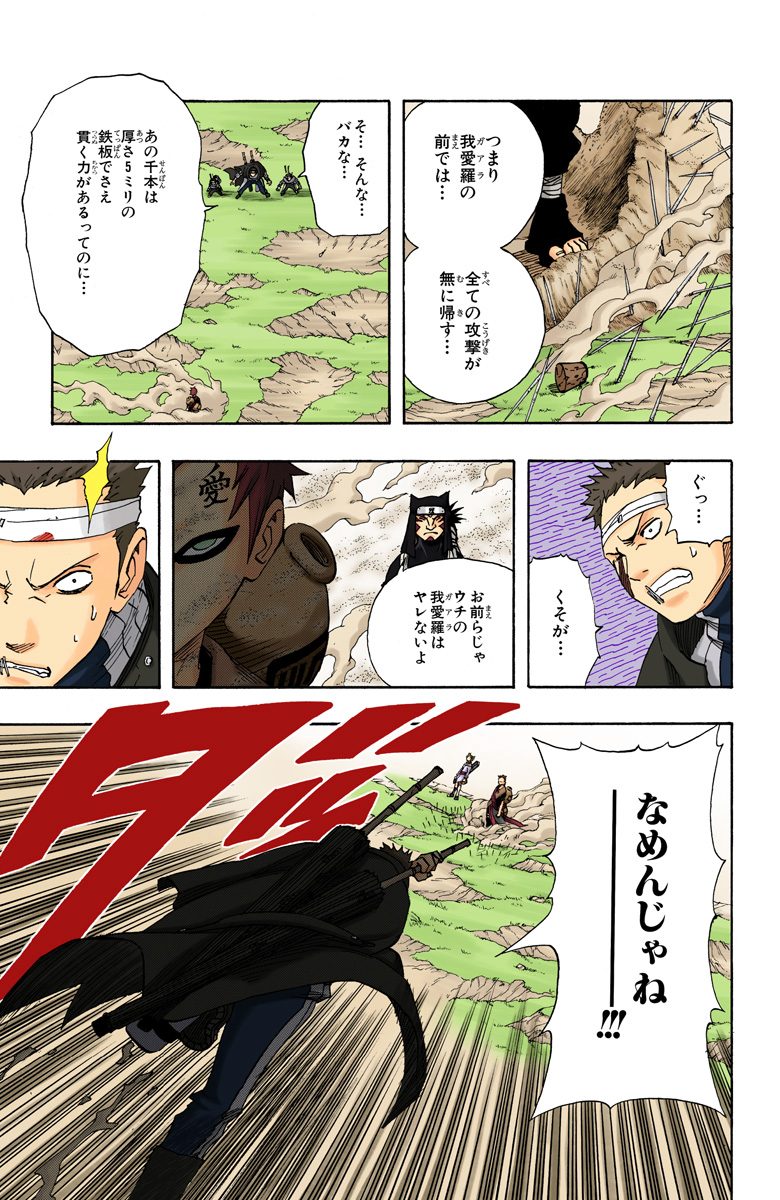 つまり
我愛羅の
前では…
全ての攻撃が
無に帰す…
そ…そんな…
バカな…
あの千本は
厚さ5ミリの
鉄板でさえ
貫く力があるってのに…
ぐっ…
くそが…
お前らじゃ
ウチの
我愛羅は
ヤレないよ
愛
なめんじゃねーーー!!!
ダッ